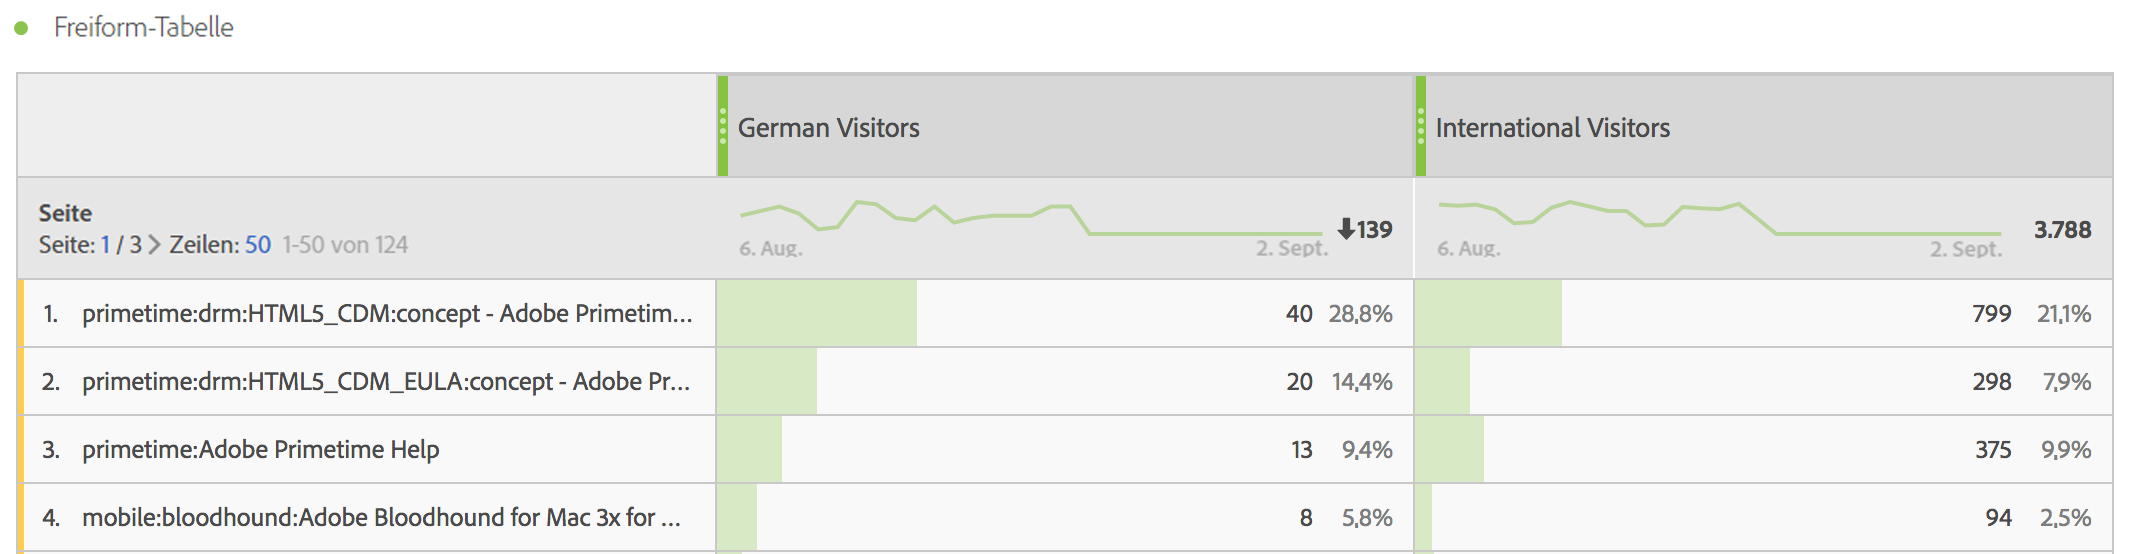 Freiform-Tabelle
German Visitors
International Visitors
Seite
Seite: 1 / 3 > Zeilen: 50 1-50 von 124
6. Aug.
2. Sept.
139
6. Aug.
2. Sept.
3.788
1. primetime:drm:HTML5_CDM:concept - Adobe Primetim... 40 28,8% 799 21,1%
2. primetime:drm:HTML5_CDM_EULA:concept - Adobe Pr... 20 14,4% 298 7,9%
3. primetime:Adobe Primetime Help 13 9,4% 375 9,9%
4. mobile:bloodhound:Adobe Bloodhound for Mac 3x for ... 8 5,8% 94 2,5%